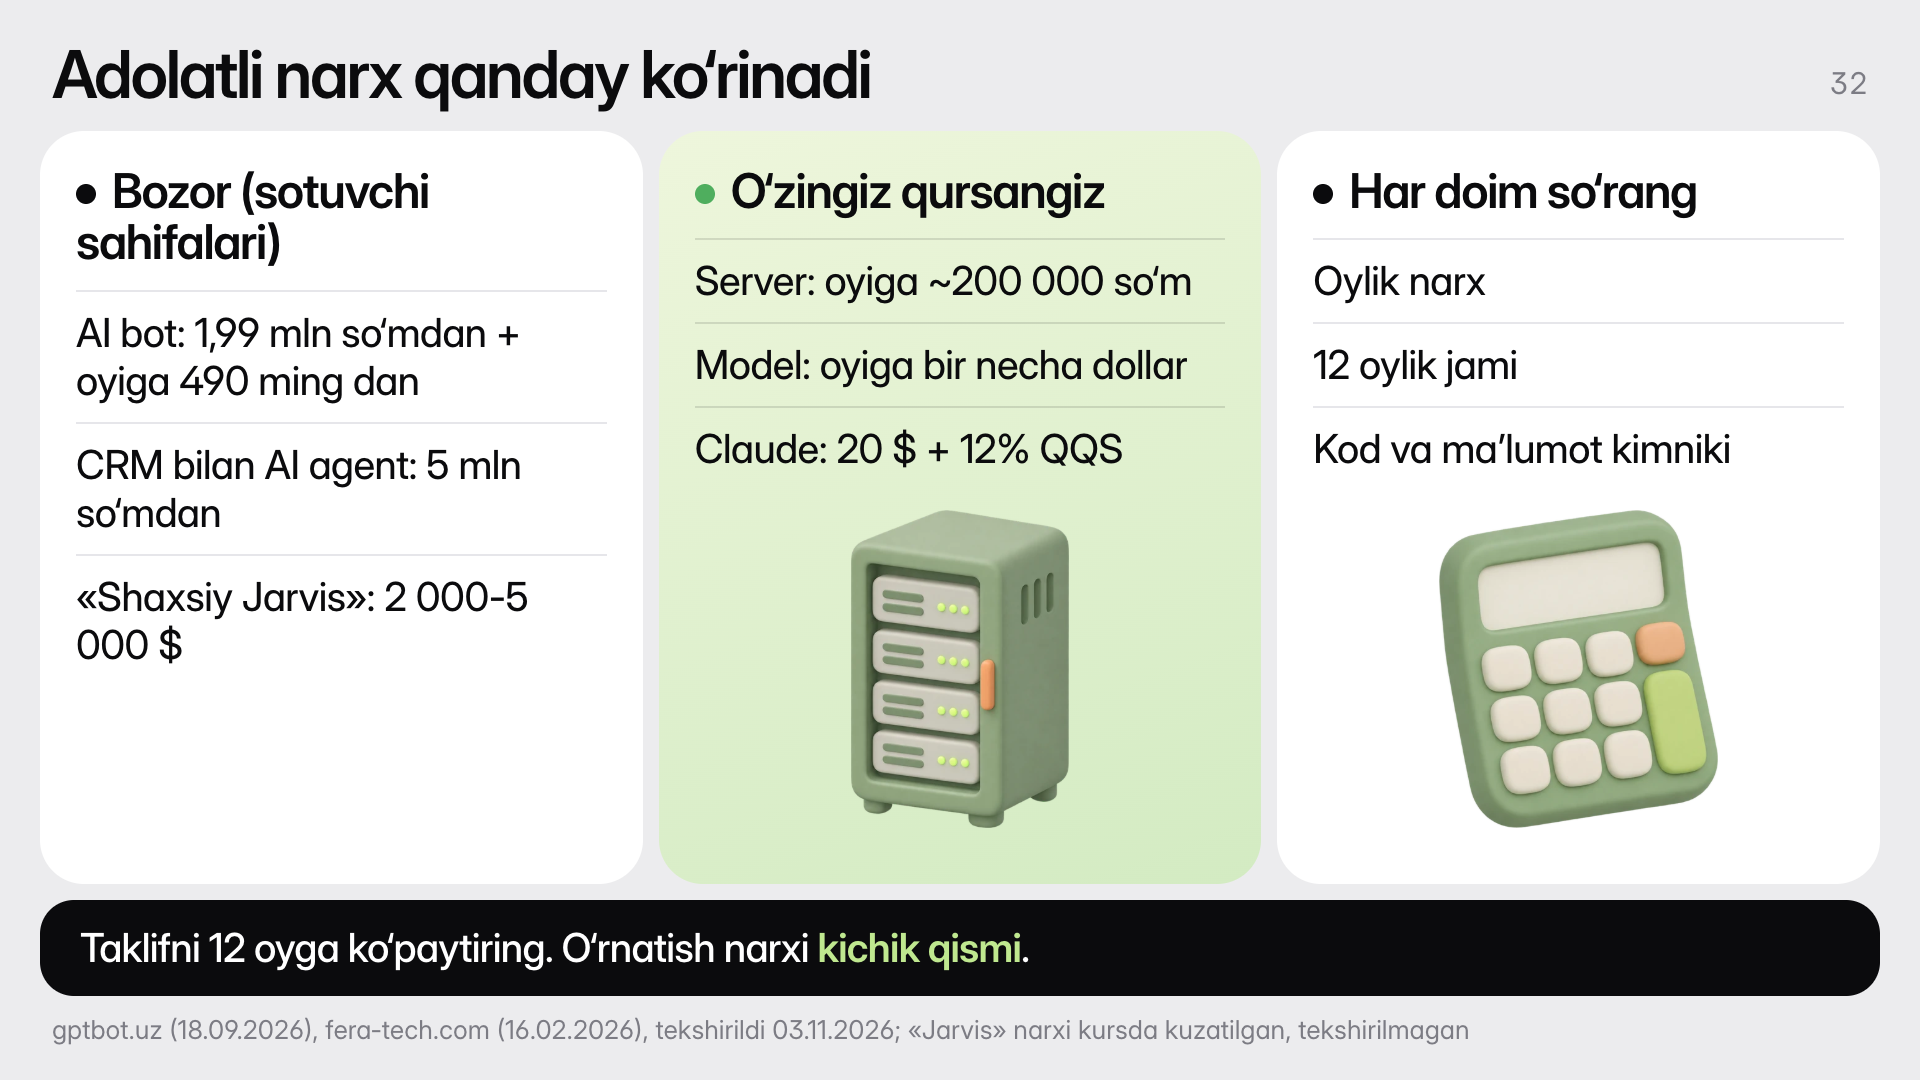 Adolatli narx qanday ko‘rinadi
32
• Bozor (sotuvchi
sahifalari)
AI bot: 1,99 mln so‘mdan +
oyiga 490 ming dan
CRM bilan AI agent: 5 mln
so‘mdan
«Shaxsiy Jarvis»: 2 000-5
000 $
• O‘zingiz qursangiz
Server: oyiga ~200 000 so‘m
Model: oyiga bir necha dollar
Claude: 20 $ + 12% QQS
• Har doim so‘rang
Oylik narx
12 oylik jami
Kod va ma’lumot kimniki
Taklifni 12 oyga ko‘paytiring. O‘rnatish narxi kichik qismi.
gptbot.uz (18.09.2026), fera-tech.com (16.02.2026), tekshirildi 03.11.2026; «Jarvis» narxi kursda kuzatilgan, tekshirilmagan